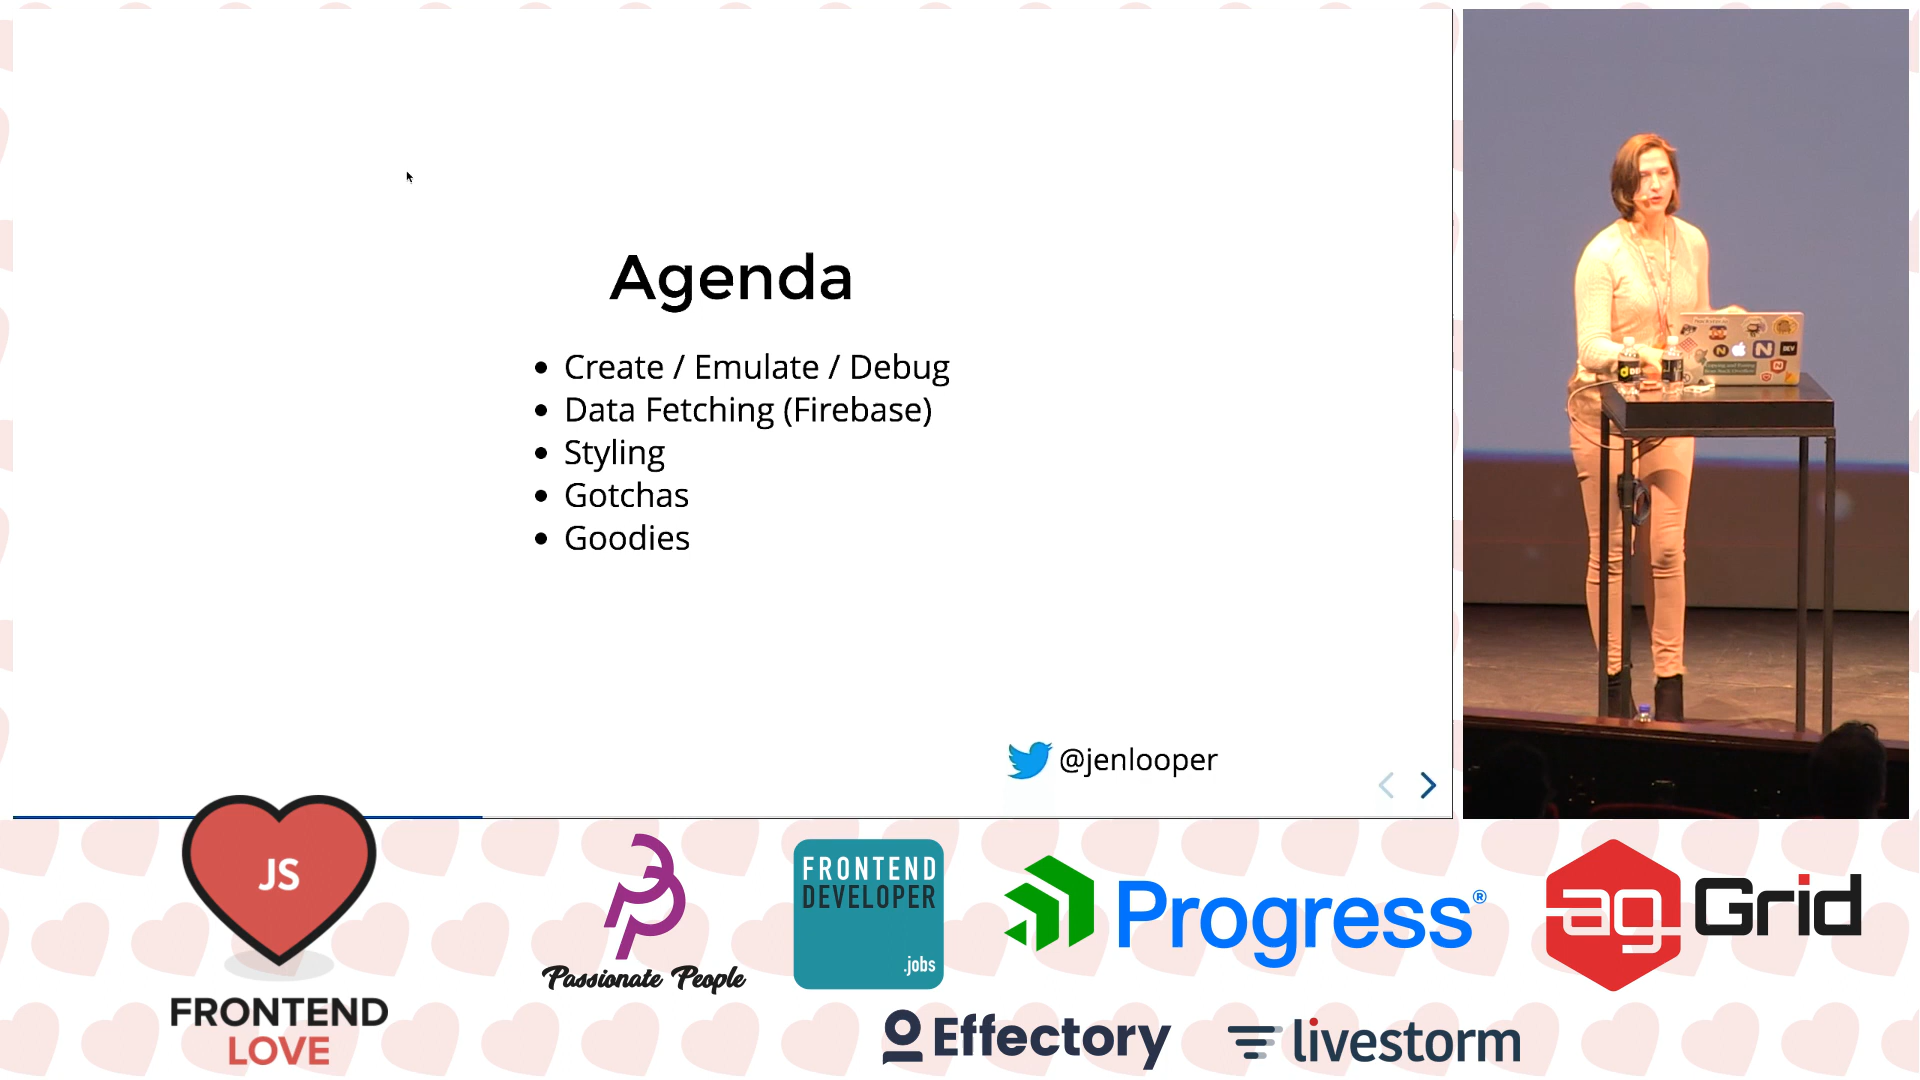 Agenda
Create / Emulate / Debug
Data Fetching (Firebase)
Styling
Gotchas
Goodies
@jenlooper
JS
FRONTEND
LOVE
Passionate People
FRONTEND
DEVELOPER
.jobs
Progress®
ag Grid
Effectory
livestorm
DEV